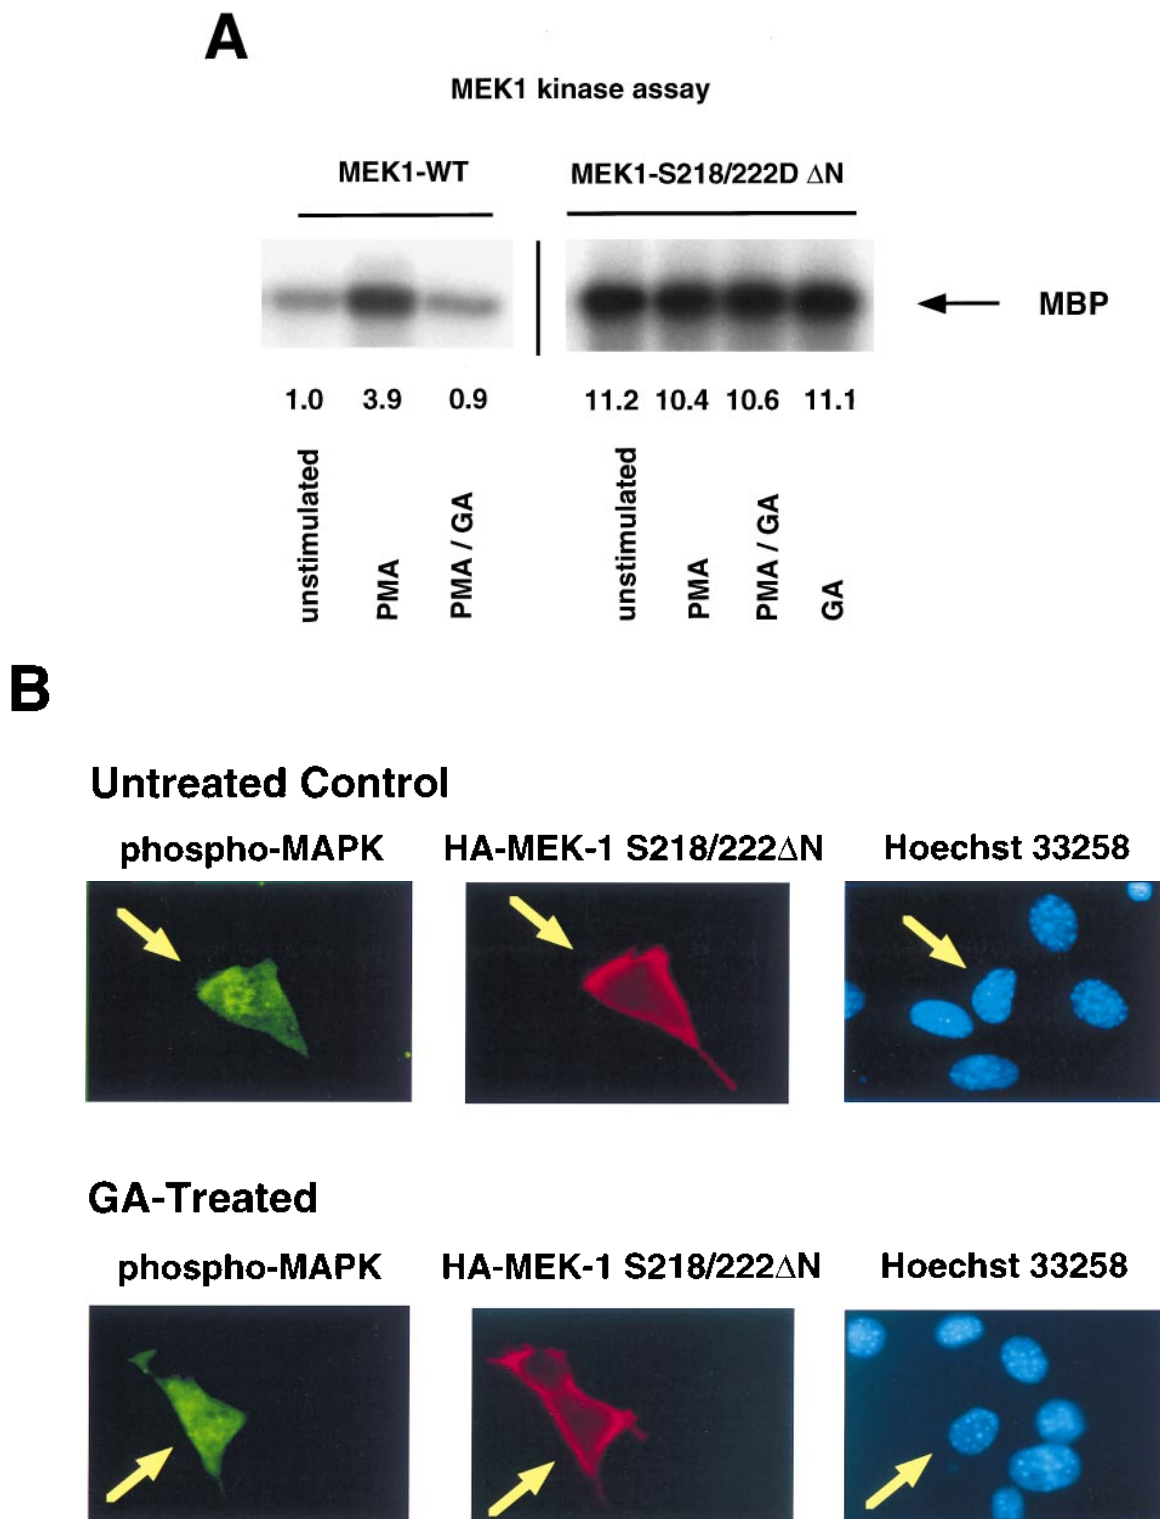 A
MEK1 kinase assay
MEK1-WT
MEK1-S218/222D ΔN
MBP
1.0 3.9 0.9 11.2 10.4 10.6 11.1
unstimulated
PMA
PMA / GA
unstimulated
PMA
PMA / GA
GA
B
Untreated Control
phospho-MAPK HA-MEK-1 S218/222ΔN Hoechst 33258
GA-Treated
phospho-MAPK HA-MEK-1 S218/222ΔN Hoechst 33258